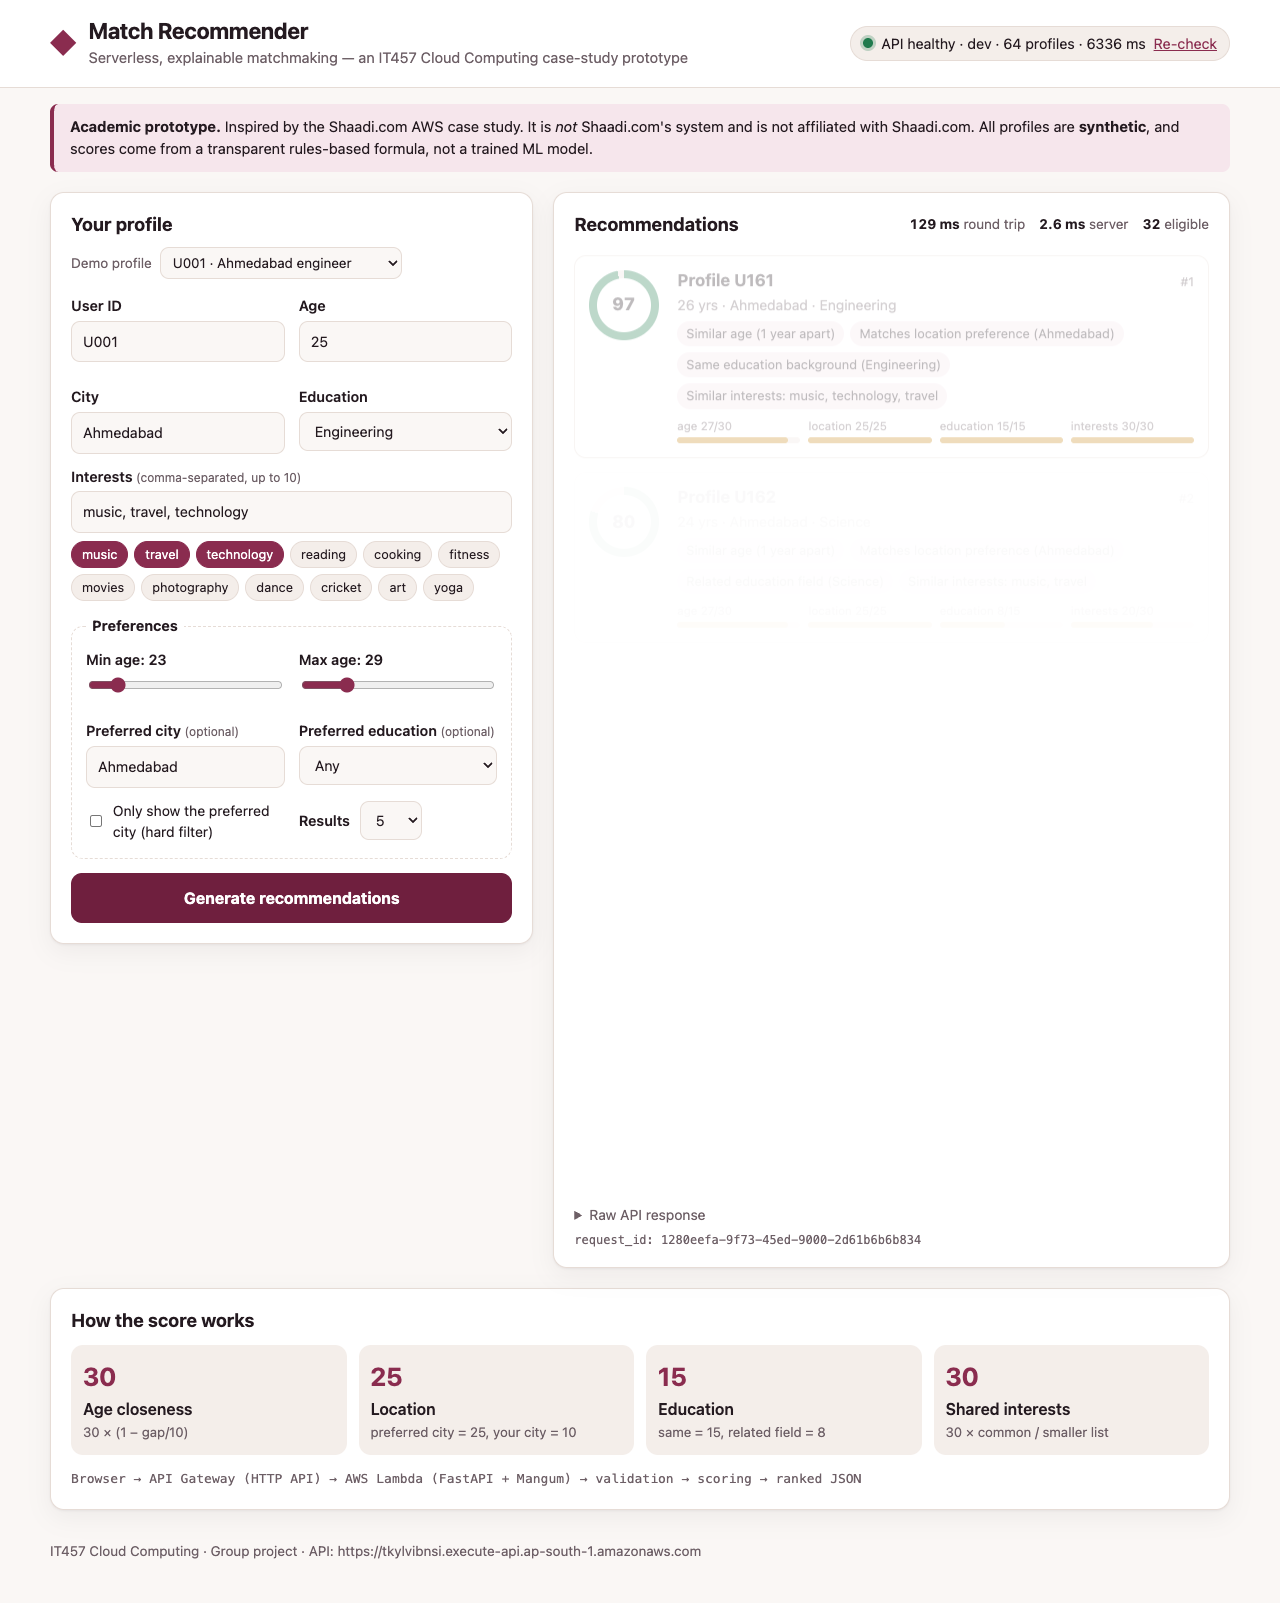 Match Recommender
Serverless, explainable matchmaking — an IT457 Cloud Computing case-study prototype
API healthy · dev · 64 profiles · 6336 ms Re-check
Academic prototype. Inspired by the Shaadi.com AWS case study. It is not Shaadi.com's system and is not affiliated with Shaadi.com. All profiles are synthetic, and
scores come from a transparent rules-based formula, not a trained ML model.
Your profile
Demo profile U001 · Ahmedabad engineer
User ID Age
U001 25
City Education
Ahmedabad Engineering
Interests (comma-separated, up to 10)
music, travel, technology
music travel technology reading cooking fitness
movies photography dance cricket art yoga
Preferences
Min age: 23 Max age: 29
Preferred city (optional) Preferred education (optional)
Ahmedabad Any
Only show the preferred
city (hard filter)
Results 5
Generate recommendations
Recommendations 129 ms round trip 2.6 ms server 32 eligible
97 Profile U161 #1
26 yrs · Ahmedabad · Engineering
Similar age (1 year apart) Matches location preference (Ahmedabad)
Same education background (Engineering)
Similar interests: music, technology, travel
age 27/30 location 25/25 education 15/15 interests 30/30
80 Profile U162
Raw API response
request_id: 1280eefa-9f73-45ed-9000-2d61b6b6b834
How the score works
30 25 15 30
Age closeness Location Education Shared interests
30 × (1 − gap/10) preferred city = 25, your city = 10 same = 15, related field = 8 30 × common / smaller list
Browser → API Gateway (HTTP API) → AWS Lambda (FastAPI + Mangum) → validation → scoring → ranked JSON
IT457 Cloud Computing · Group project · API: https://tkylvibnsi.execute-api.ap-south-1.amazonaws.com